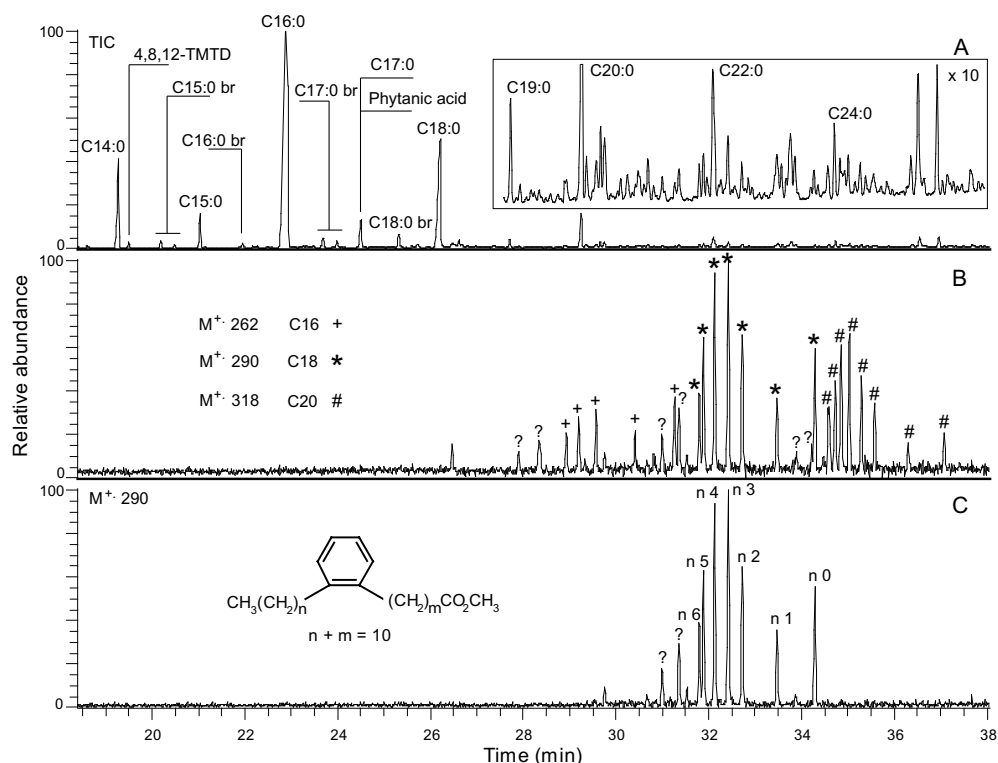 100
TIC
4,8,12-TMTD
C15:0 br
C16:0 br
C14:0
C15:0
C16:0
C17:0 br
C17:0
Phytanic acid
C18:0 br
C18:0
A
C19:0
C20:0
C22:0
C24:0
x 10
0
Relative abundance
100
B
M+· 262 C16 +
M+· 290 C18 *
M+· 318 C20 #
? ? + + + + ? + ? * * * * * * ? ? * # # # # # # # #
0
100
M+· 290
C
CH3(CH2)n
(CH2)mCO2CH3
n + m = 10
? ? n 6 n 5 n 4 n 3 n 2 n 1 n 0
0
20 22 24 26 28 30 32 34 36 38
Time (min)